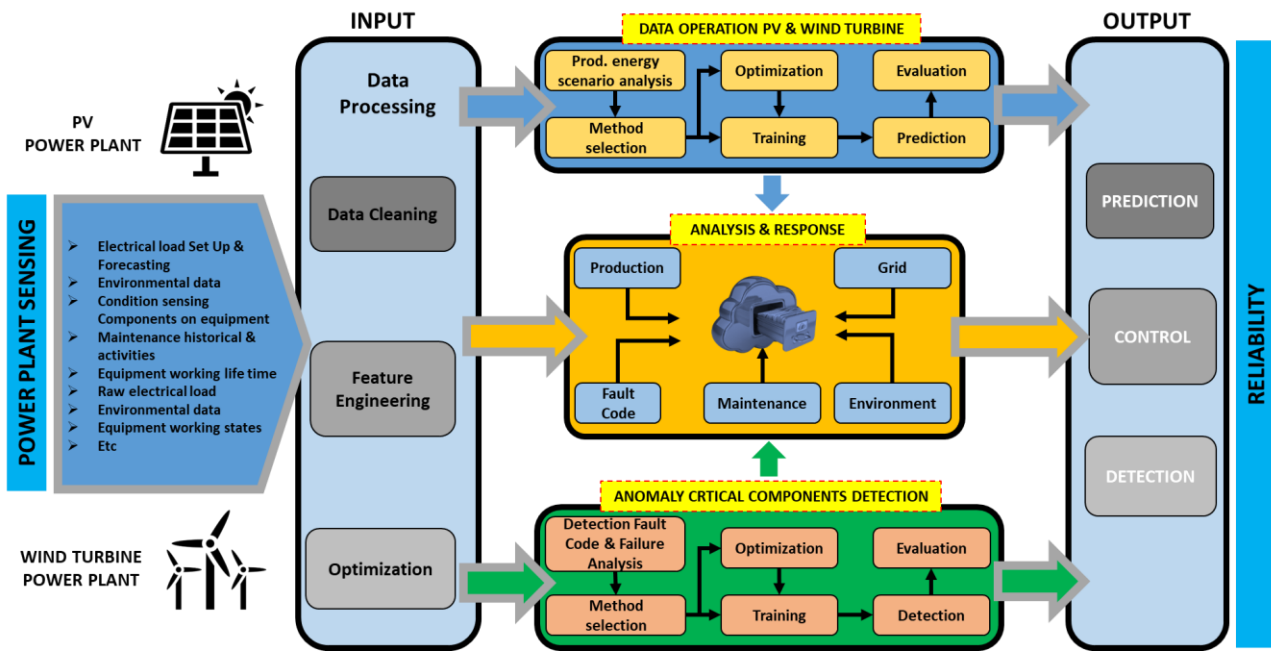 INPUT
DATA OPERATION PV & WIND TURBINE
OUTPUT
PV
POWER PLANT
POWER PLANT SENSING
Electrical load Set Up &
Forecasting
Environmental data
Condition sensing
Components on equipment
Maintenance historical &
activities
Equipment working life time
Raw electrical load
Environmental data
Equipment working states
Etc
WIND TURBINE
POWER PLANT
Data
Processing
Data Cleaning
Feature
Engineering
Optimization
Prod. energy
scenario analysis
Method
selection
Optimization
Training
Evaluation
Prediction
ANALYSIS & RESPONSE
Production
Grid
Fault
Code
Maintenance
Environment
ANOMALY CRTICAL COMPONENTS DETECTION
Detection Fault
Code & Failure
Analysis
Method
selection
Optimization
Training
Evaluation
Detection
PREDICTION
CONTROL
DETECTION
RELIABILITY